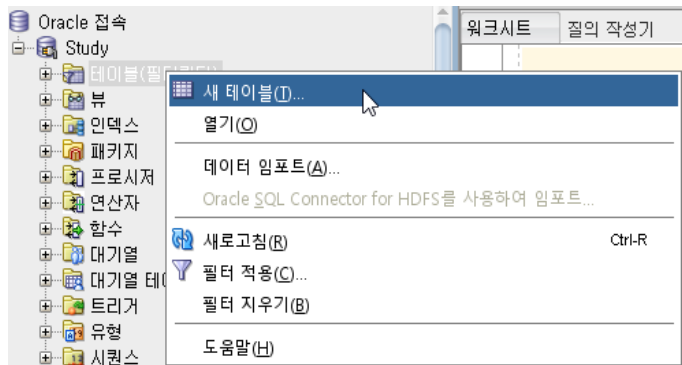 Oracle 접속
Study
테이블(필터링됨)
뷰
인덱스
패키지
프로시저
연산자
함수
대기열
대기열 테
트리거
유형
시퀀스
워크시트 질의 작성기
새 테이블(T)...
열기(O)
데이터 임포트(A)...
Oracle SQL Connector for HDFS를 사용하여 임포트...
새로고침(R) Ctrl-R
필터 적용(C)...
필터 지우기(B)
도움말(H)